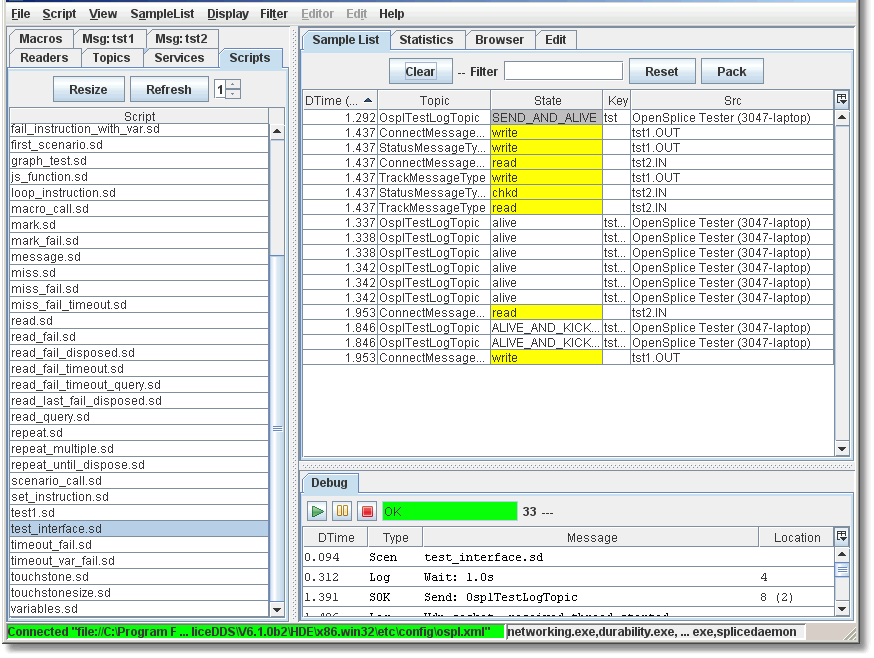 File Script View SampleList Display Filter Editor Edit Help
Macros Msg: tst1 Msg: tst2
Readers Topics Services Scripts
Resize Refresh 1
Script
fail_instruction_with_var.sd
first_scenario.sd
graph_test.sd
js_function.sd
loop_instruction.sd
macro_call.sd
mark.sd
mark_fail.sd
message.sd
miss.sd
miss_fail.sd
miss_fail_timeout.sd
read.sd
read_fail.sd
read_fail_disposed.sd
read_fail_timeout.sd
read_fail_timeout_query.sd
read_last_fail_disposed.sd
read_query.sd
repeat.sd
repeat_multiple.sd
repeat_until_dispose.sd
scenario_call.sd
set_instruction.sd
test1.sd
test_interface.sd
timeout_fail.sd
timeout_var_fail.sd
touchstone.sd
touchstonesize.sd
variables.sd
Sample List Statistics Browser Edit
Clear -- Filter Reset Pack
DTime (... Topic State Key Src
1.292 OsplTestLogTopic SEND_AND_ALIVE tst OpenSplice Tester (3047-laptop)
1.437 ConnectMessage... write tst1.OUT
1.437 StatusMessageTy... write tst1.OUT
1.437 ConnectMessage... read tst2.IN
1.437 TrackMessageType write tst1.OUT
1.437 StatusMessageTy... chkd tst2.IN
1.437 TrackMessageType read tst2.IN
1.337 OsplTestLogTopic alive tst... OpenSplice Tester (3047-laptop)
1.338 OsplTestLogTopic alive tst... OpenSplice Tester (3047-laptop)
1.338 OsplTestLogTopic alive tst... OpenSplice Tester (3047-laptop)
1.342 OsplTestLogTopic alive tst... OpenSplice Tester (3047-laptop)
1.342 OsplTestLogTopic alive tst... OpenSplice Tester (3047-laptop)
1.342 OsplTestLogTopic alive tst... OpenSplice Tester (3047-laptop)
1.953 ConnectMessage... read tst2.IN
1.846 OsplTestLogTopic ALIVE_AND_KICK... tst... OpenSplice Tester (3047-laptop)
1.846 OsplTestLogTopic ALIVE_AND_KICK... tst... OpenSplice Tester (3047-laptop)
1.953 ConnectMessage... write tst1.OUT
Debug
OK 33 ---
DTime Type Message Location
0.094 Scen test_interface.sd
0.312 Log Wait: 1.0s 4
1.391 SOK Send: OsplTestLogTopic 8 (2)
Connected "file://C:\Program F ... liceDDS\V6.1.0b2\HDE\x86.win32\etc\config\ospl.xml" networking.exe,durability.exe, ... exe,splicedaemon